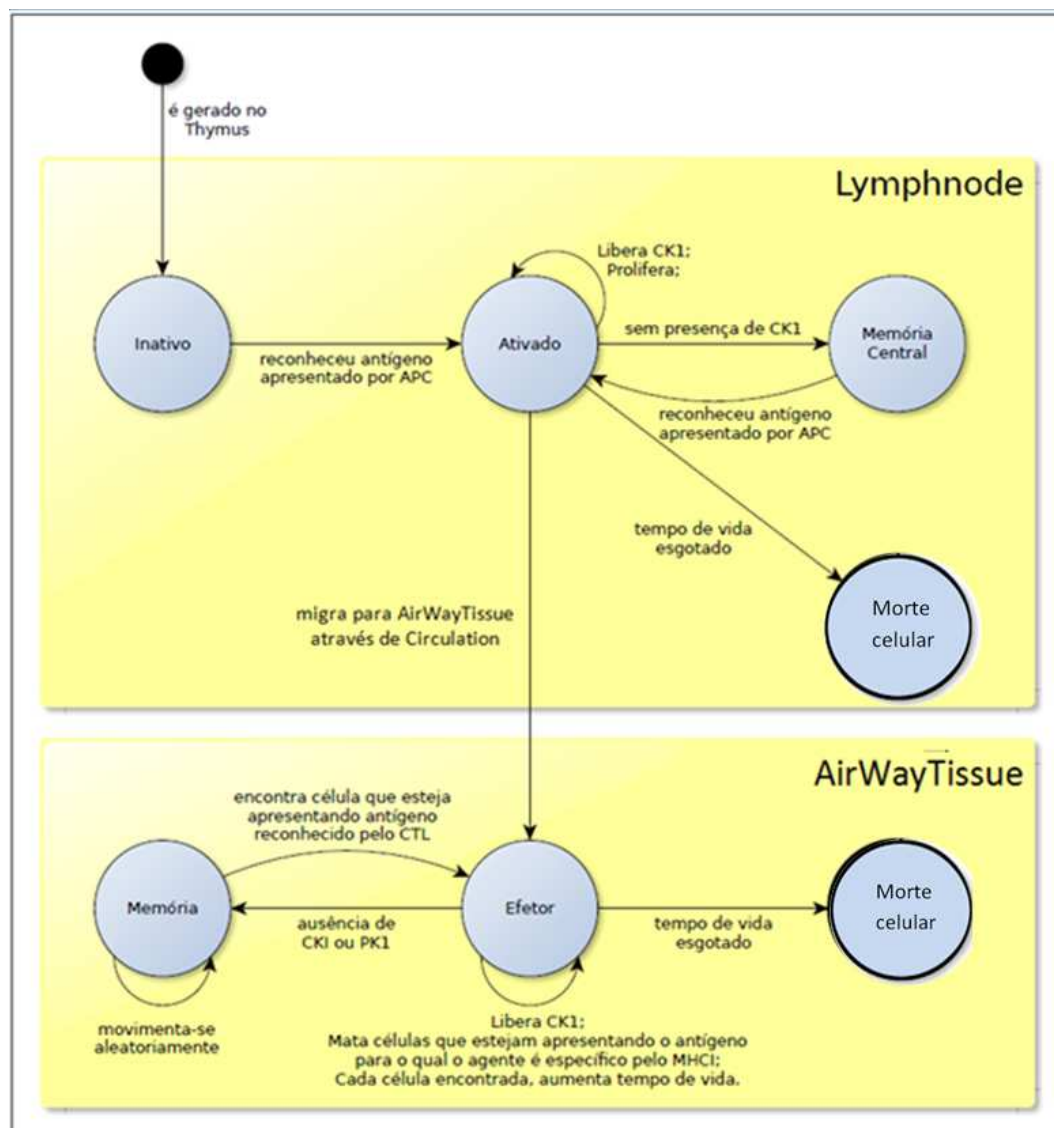 é gerado no
Thymus
Lymphnode
Libera CK1;
Prolifera;
Inativo
Ativado
sem presença de CK1
Memória
Central
reconheceu antígeno
apresentado por APC
reconheceu antígeno
apresentado por APC
tempo de vida
esgotado
migra para AirWayTissue
através de Circulation
Morte
celular
AirWayTissue
encontra célula que esteja
apresentando antígeno
reconhecido pelo CTL
Memória
Efetor
ausência de
CKI ou PK1
tempo de vida
esgotado
Morte
celular
movimenta-se
aleatoriamente
Libera CK1;
Mata células que estejam apresentando o antígeno
para o qual o agente é específico pelo MHCI;
Cada célula encontrada, aumenta tempo de vida.